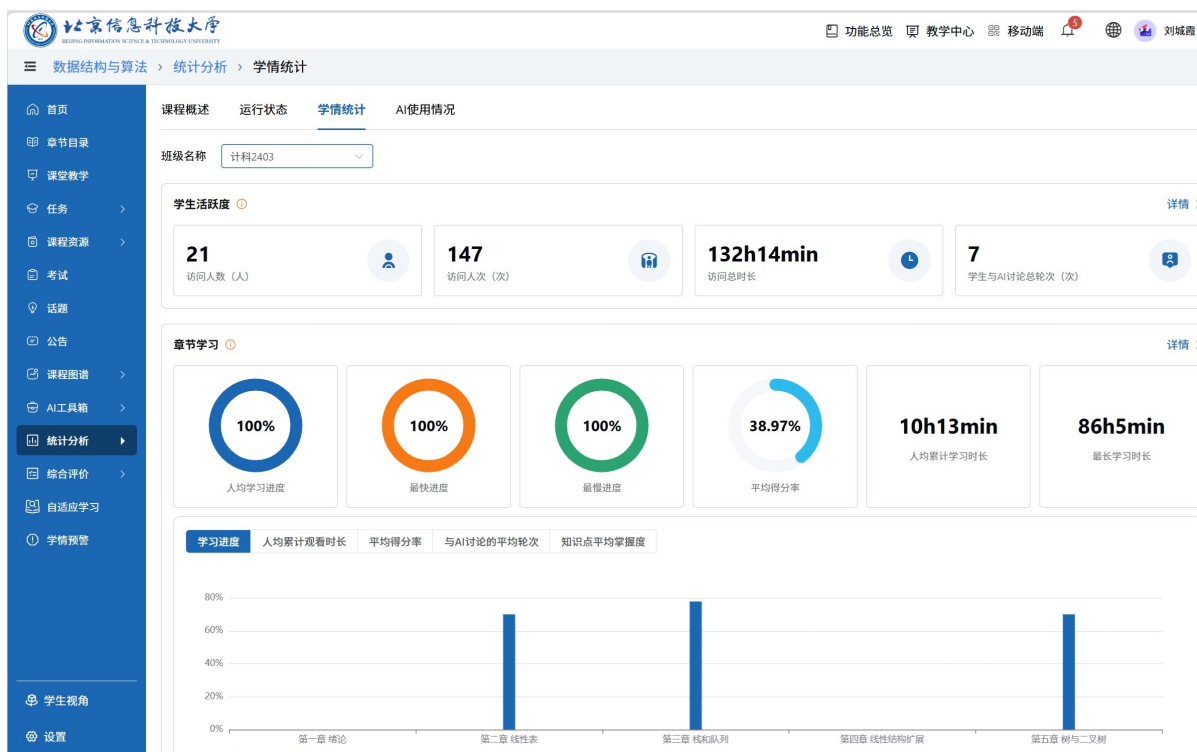 北京信息科技大学
BEIJING INFORMATION SCIENCE & TECHNOLOGY UNIVERSITY
功能总览 教学中心 移动端 5 刘城霞
数据结构与算法 > 统计分析 > 学情统计
首页
章节目录
课堂教学
任务
课程资源
考试
话题
公告
课程图谱
AI工具箱
统计分析
综合评价
自适应学习
学情预警
学生视角
设置
课程概述 运行状态 学情统计 AI使用情况
班级名称 计科2403
学生活跃度 详情
21
访问人数（人）
147
访问人次（次）
132h14min
访问总时长
7
学生与AI讨论总轮次（次）
章节学习 详情
100%
人均学习进度
100%
最快进度
100%
最慢进度
38.97%
平均得分率
10h13min
人均累计学习时长
86h5min
最长学习时长
学习进度 人均累计观看时长 平均得分率 与AI讨论的平均轮次 知识点平均掌握度
80%
60%
40%
20%
0%
第一章 绪论 第二章 线性表 第三章 栈和队列 第四章 线性结构扩展 第五章 树与二叉树